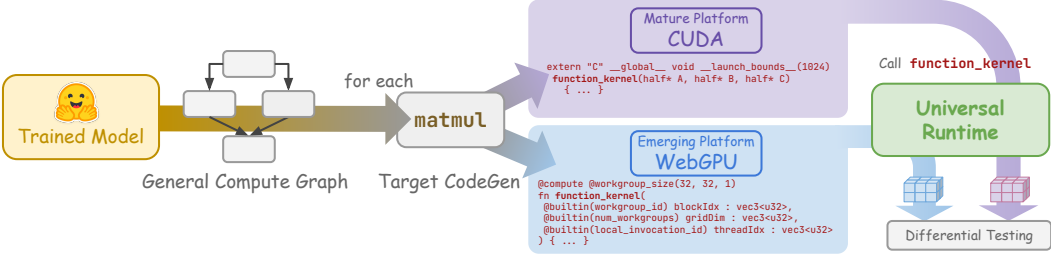 Trained Model
General Compute Graph
for each
matmul
Target CodeGen
Mature Platform
CUDA
extern "C" __global__ void __launch_bounds__(1024)
function_kernel(half* A, half* B, half* C)
{ ... }
Emerging Platform
WebGPU
@compute @workgroup_size(32, 32, 1)
fn function_kernel(
@builtin(workgroup_id) blockIdx : vec3<u32>,
@builtin(num_workgroups) gridDim : vec3<u32>,
@builtin(local_invocation_id) threadIdx : vec3<u32>
) { ... }
Call function_kernel
Universal
Runtime
Differential Testing